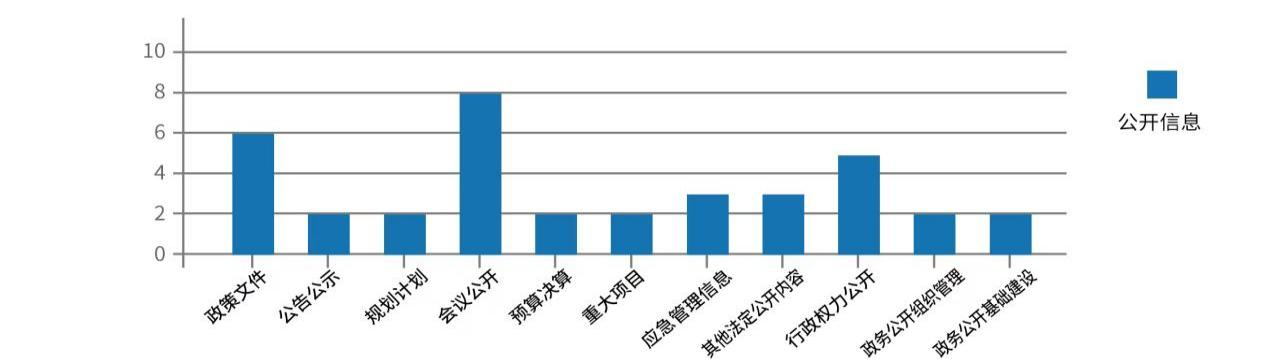 10
8
6
4
2
0
公开信息
政策文件
公告公示
规划计划
会议公开
预算决算
重大项目
应急管理信息
其他法定公开内容
行政权力公开
政务公开组织管理
政务公开基础建设